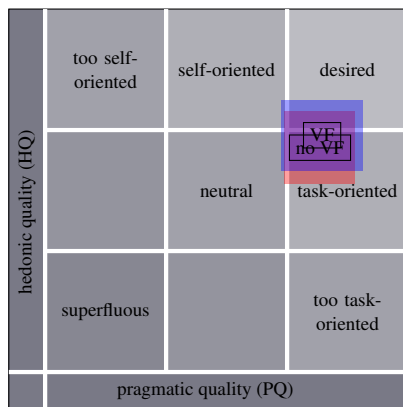 too self-
oriented
self-oriented
desired
VF
no VF
hedonic quality (HQ)
neutral
task-oriented
superfluous
too task-
oriented
pragmatic quality (PQ)